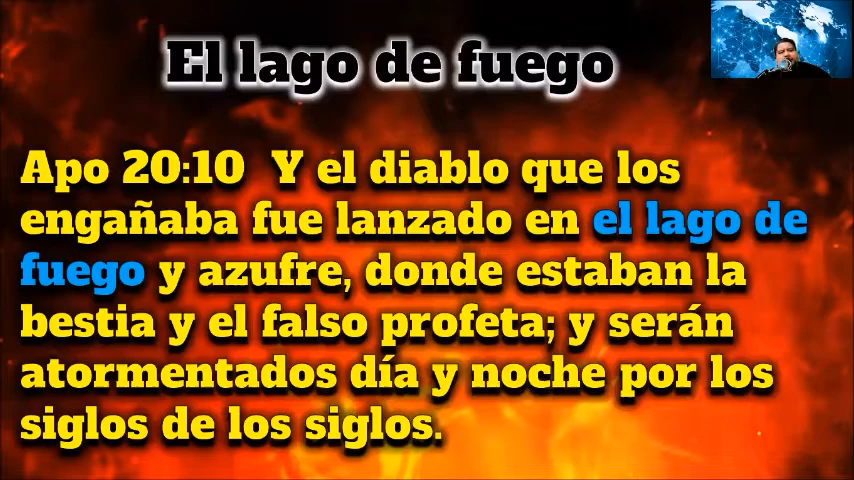 El lago de fuego
Apo 20:10  Y el diablo que los
engañaba fue lanzado en el lago de
fuego y azufre, donde estaban la
bestia y el falso profeta; y serán
atormentados día y noche por los
siglos de los siglos.